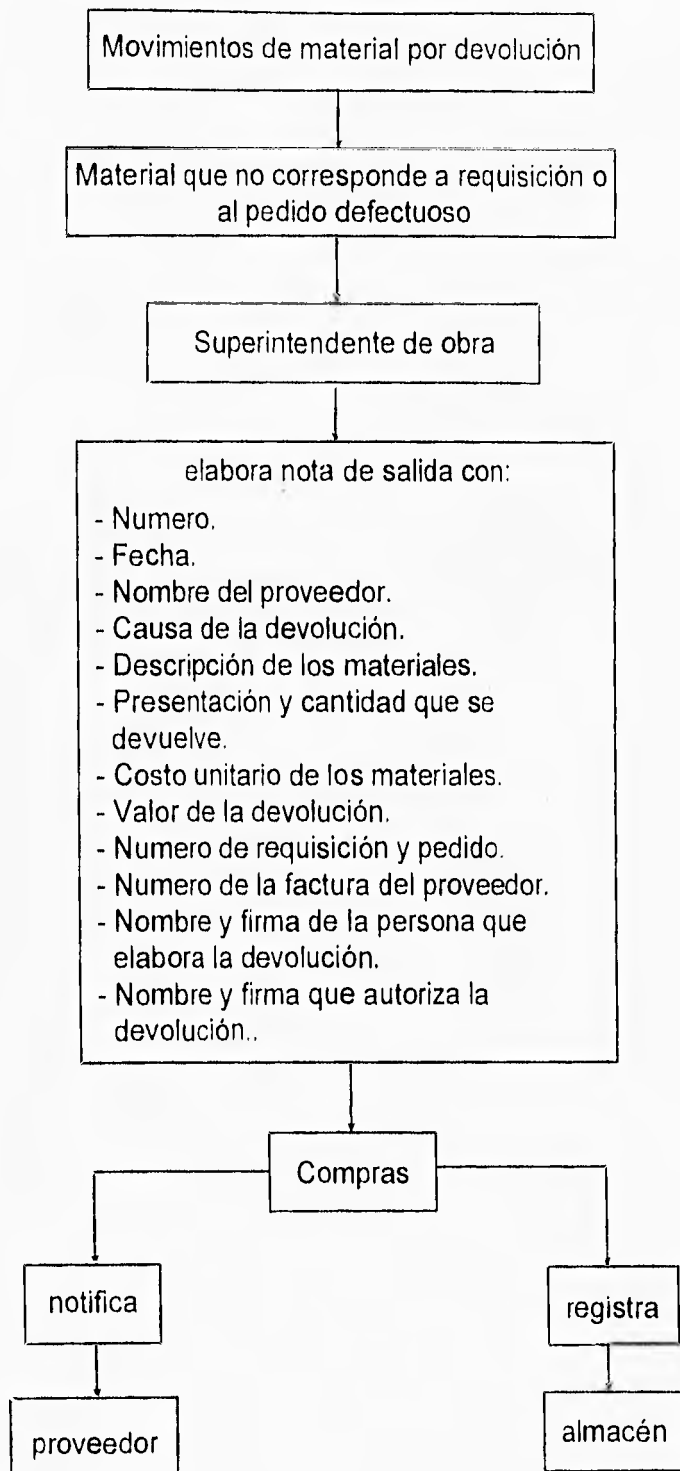 Movimientos de material por devolución
Material que no corresponde a requisición o
al pedido defectuoso
Superintendente de obra
elabora nota de salida con:
- Numero.
- Fecha.
- Nombre del proveedor.
- Causa de la devolución.
- Descripción de los materiales.
- Presentación y cantidad que se
devuelve.
- Costo unitario de los materiales.
- Valor de la devolución.
- Numero de requisición y pedido.
- Numero de la factura del proveedor.
- Nombre y firma de la persona que
elabora la devolución.
- Nombre y firma que autoriza la
devolución..
Compras
notifica
registra
proveedor
almacén